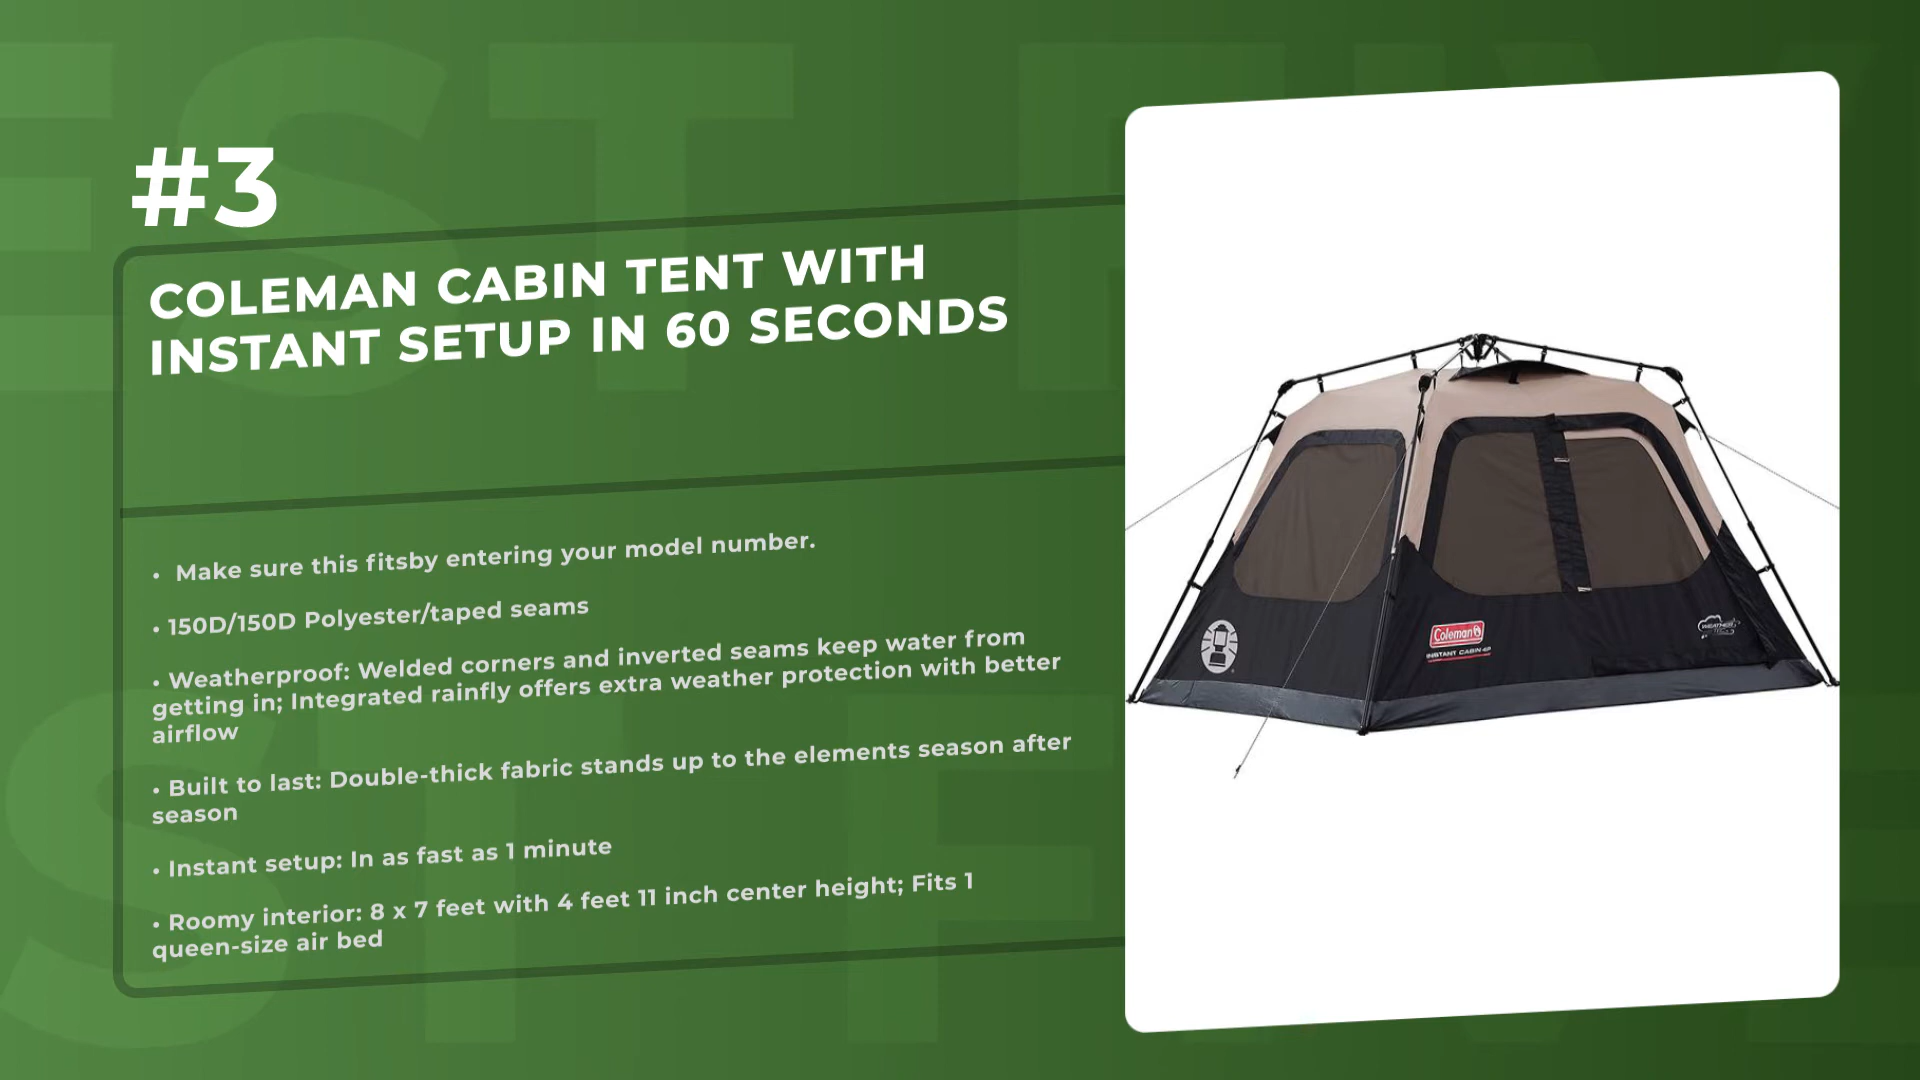 #3
COLEMAN CABIN TENT WITH
INSTANT SETUP IN 60 SECONDS
• Make sure this fitsby entering your model number.
• 150D/150D Polyester/taped seams
• Weatherproof: Welded corners and inverted seams keep water from
getting in; Integrated rainfly offers extra weather protection with better
airflow
• Built to last: Double-thick fabric stands up to the elements season after
season
• Instant setup: In as fast as 1 minute
• Roomy interior: 8 x 7 feet with 4 feet 11 inch center height; Fits 1
queen-size air bed
Coleman
INSTANT CABIN 4P
WEATHER